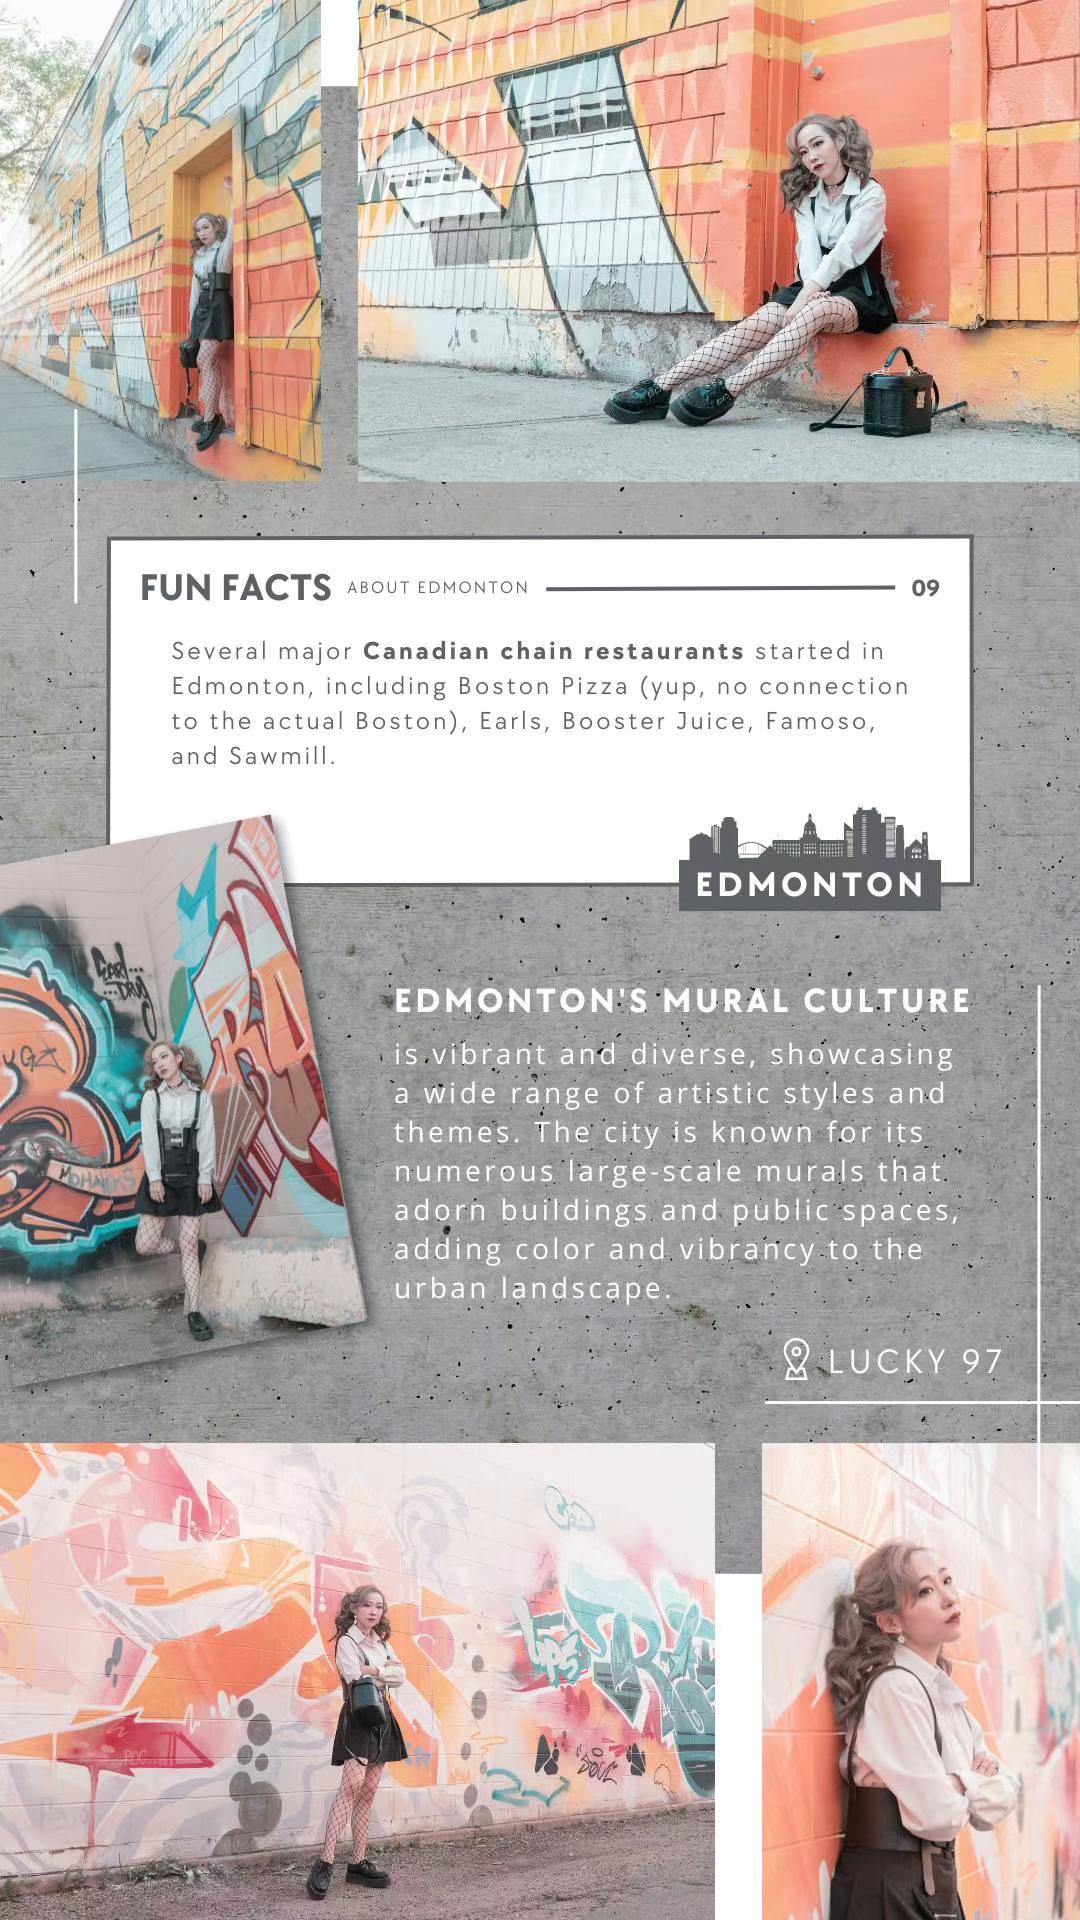 FUN FACTS ABOUT EDMONTON 09
Several major Canadian chain restaurants started in
Edmonton, including Boston Pizza (yup, no connection
to the actual Boston), Earls, Booster Juice, Famoso,
and Sawmill.
EDMONTON
EDMONTON'S MURAL CULTURE
is vibrant and diverse, showcasing
a wide range of artistic styles and
themes. The city is known for its
numerous large-scale murals that
adorn buildings and public spaces,
adding color and vibrancy to the
urban landscape.
LUCKY 97
UPS
"SOUL"